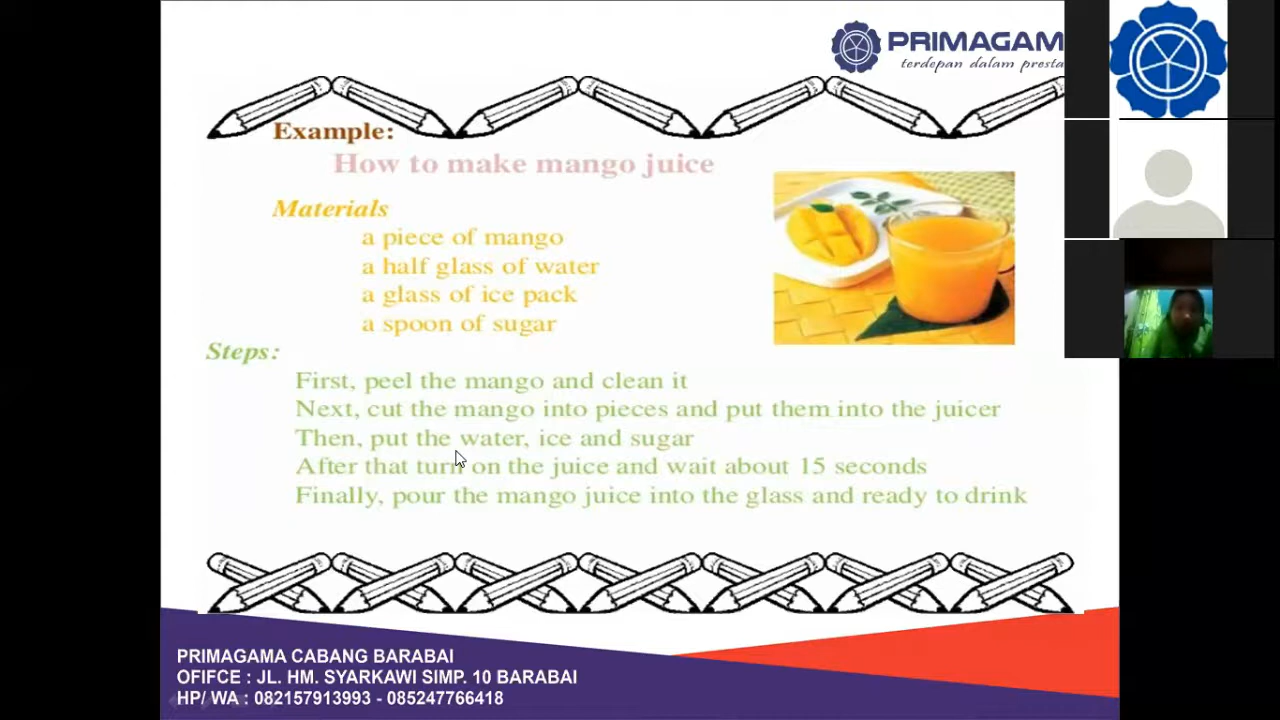 PRIMAGAM
terdepan dalam presta
Example:
How to make mango juice
Materials
a piece of mango
a half glass of water
a glass of ice pack
a spoon of sugar
Steps:
First, peel the mango and clean it
Next, cut the mango into pieces and put them into the juicer
Then, put the water, ice and sugar
After that turn on the juice and wait about 15 seconds
Finally, pour the mango juice into the glass and ready to drink
PRIMAGAMA CABANG BARABAI
OFIFCE : JL. HM. SYARKAWI SIMP. 10 BARABAI
HP/ WA : 082157913993 - 085247766418